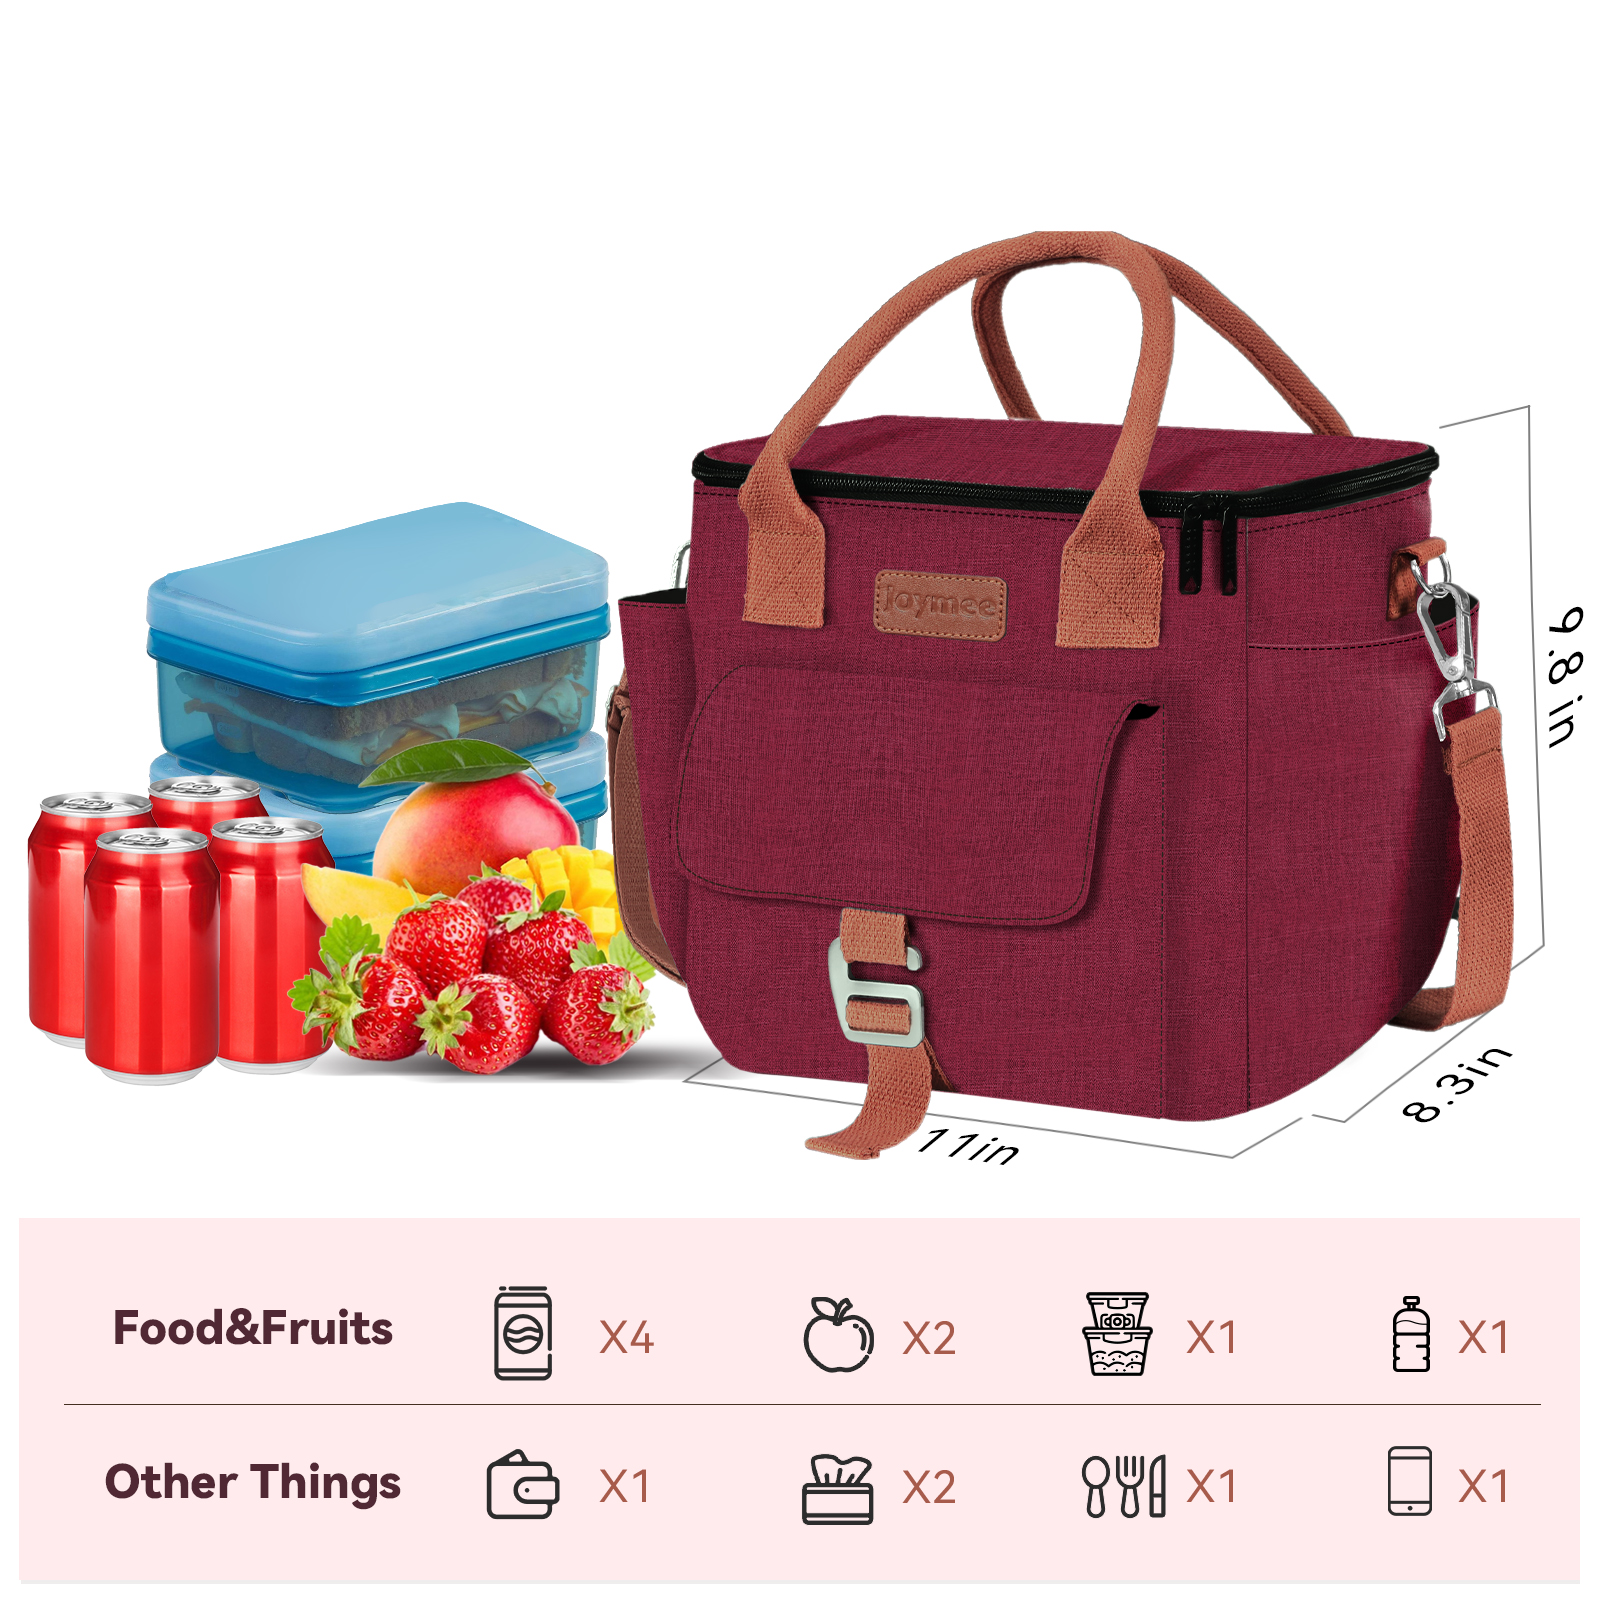 Joymee
9.8 in
8.3in
11in
Food&Fruits X4 X2 X1 X1
Other Things X1 X2 X1 X1